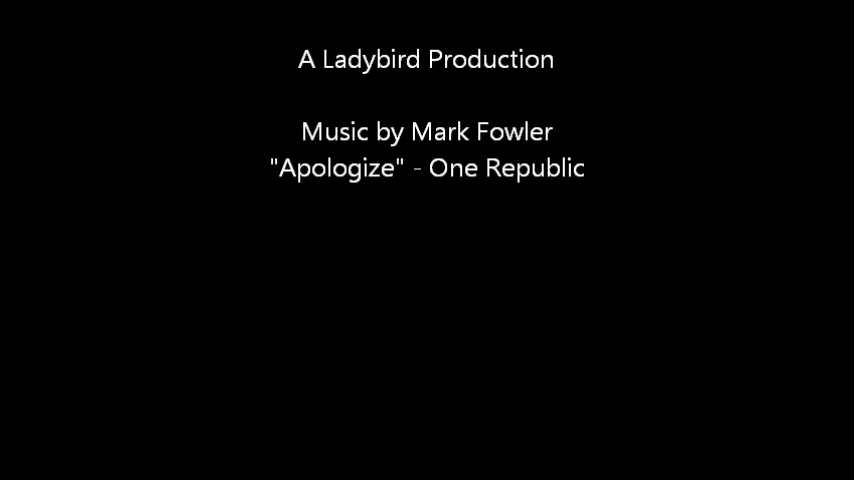 A Ladybird Production
Music by Mark Fowler
"Apologize" - One Republic